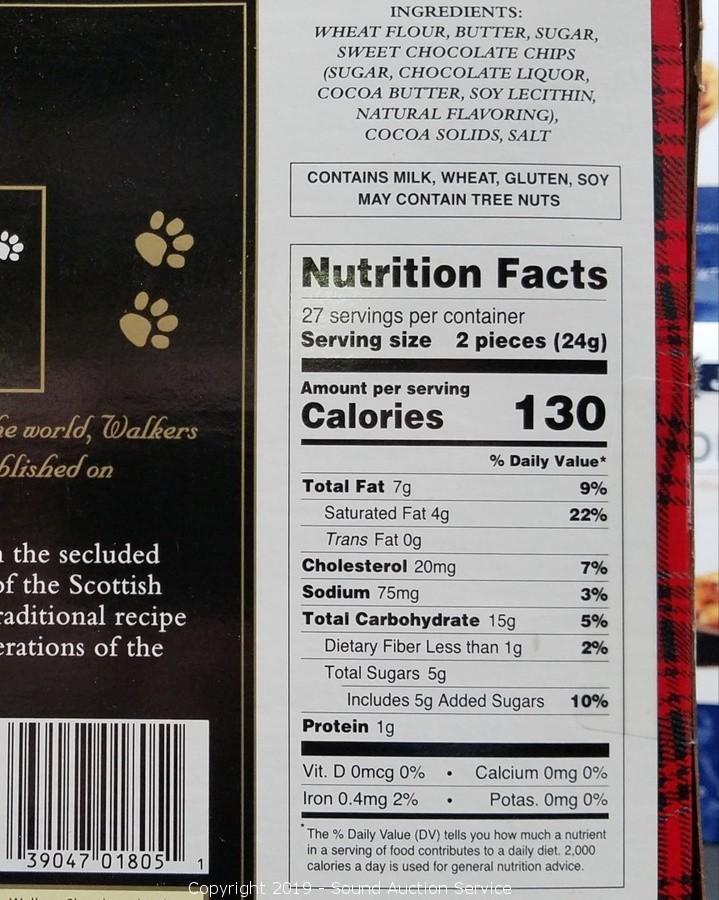 he world, Walkers
blished on
the secluded
of the Scottish
raditional recipe
erations of the
39047 01805 1
INGREDIENTS:
WHEAT FLOUR, BUTTER, SUGAR,
SWEET CHOCOLATE CHIPS
(SUGAR, CHOCOLATE LIQUOR,
COCOA BUTTER, SOY LECITHIN,
NATURAL FLAVORING),
COCOA SOLIDS, SALT
CONTAINS MILK, WHEAT, GLUTEN, SOY
MAY CONTAIN TREE NUTS
Nutrition Facts
27 servings per container
Serving size 2 pieces (24g)
Amount per serving
Calories 130
% Daily Value*
Total Fat 7g 9%
Saturated Fat 4g 22%
Trans Fat 0g
Cholesterol 20mg 7%
Sodium 75mg 3%
Total Carbohydrate 15g 5%
Dietary Fiber Less than 1g 2%
Total Sugars 5g
Includes 5g Added Sugars 10%
Protein 1g
Vit. D 0mcg 0% • Calcium 0mg 0%
Iron 0.4mg 2% • Potas. 0mg 0%
*The % Daily Value (DV) tells you how much a nutrient
in a serving of food contributes to a daily diet. 2,000
calories a day is used for general nutrition advice.
Copyright 2019 - Sound Auction Service